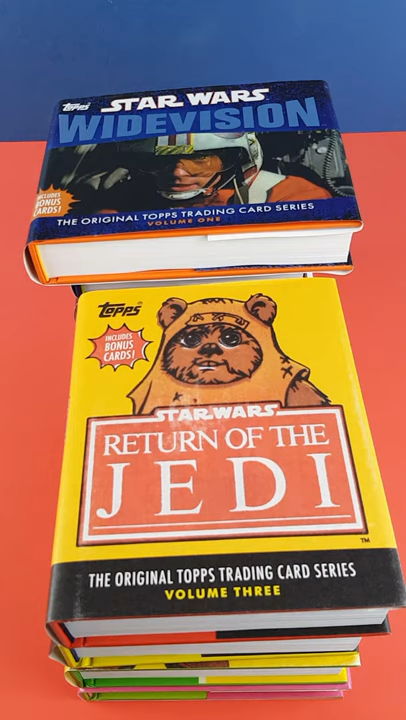 Topps
STAR WARS
WIDEVISION
INCLUDES
BONUS
CARDS!
THE ORIGINAL TOPPS TRADING CARD SERIES
VOLUME ONE
Topps®
INCLUDES
BONUS
CARDS!
STAR WARS
RETURN OF THE
JEDI
TM
THE ORIGINAL TOPPS TRADING CARD SERIES
VOLUME THREE